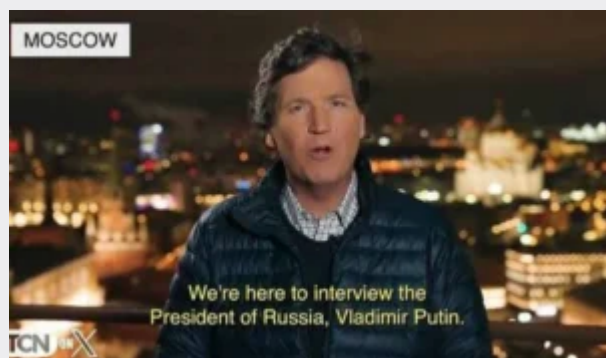 MOSCOW
We're here to interview the
President of Russia, Vladimir Putin.
TCN X